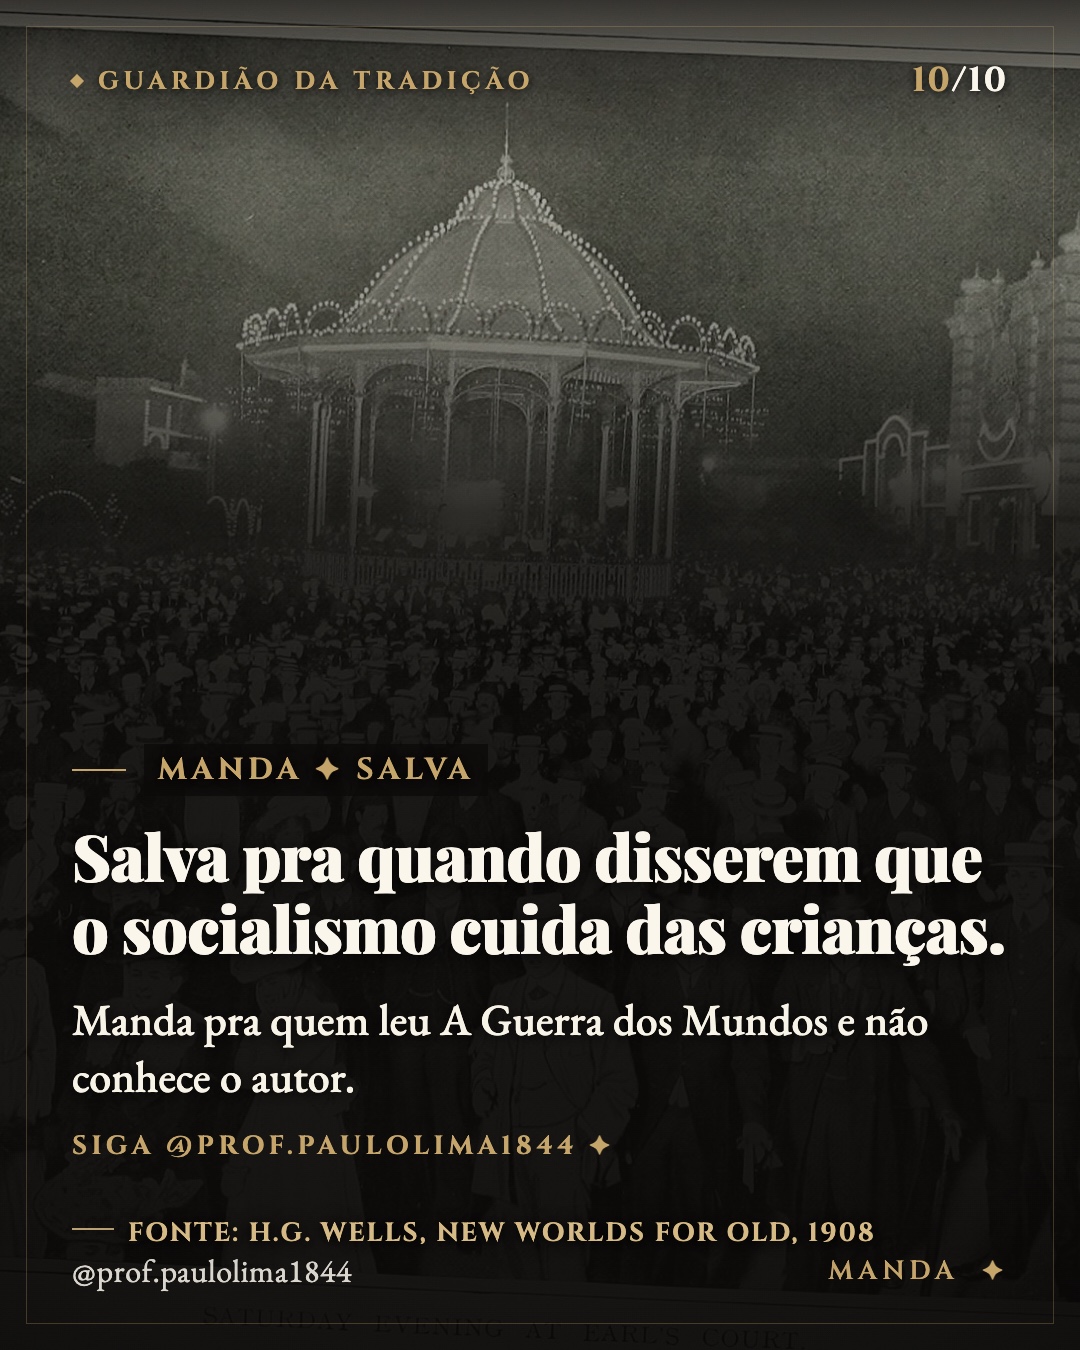 ◆ GUARDIÃO DA TRADIÇÃO
10/10
MANDA ✦ SALVA
Salva pra quando disserem que
o socialismo cuida das crianças.
Manda pra quem leu A Guerra dos Mundos e não
conhece o autor.
SIGA @PROF.PAULOLIMA1844 ✦
FONTE: H.G. WELLS, NEW WORLDS FOR OLD, 1908
@prof.paulolima1844
MANDA ✦
SATURDAY EVENING AT EARL'S COURT.